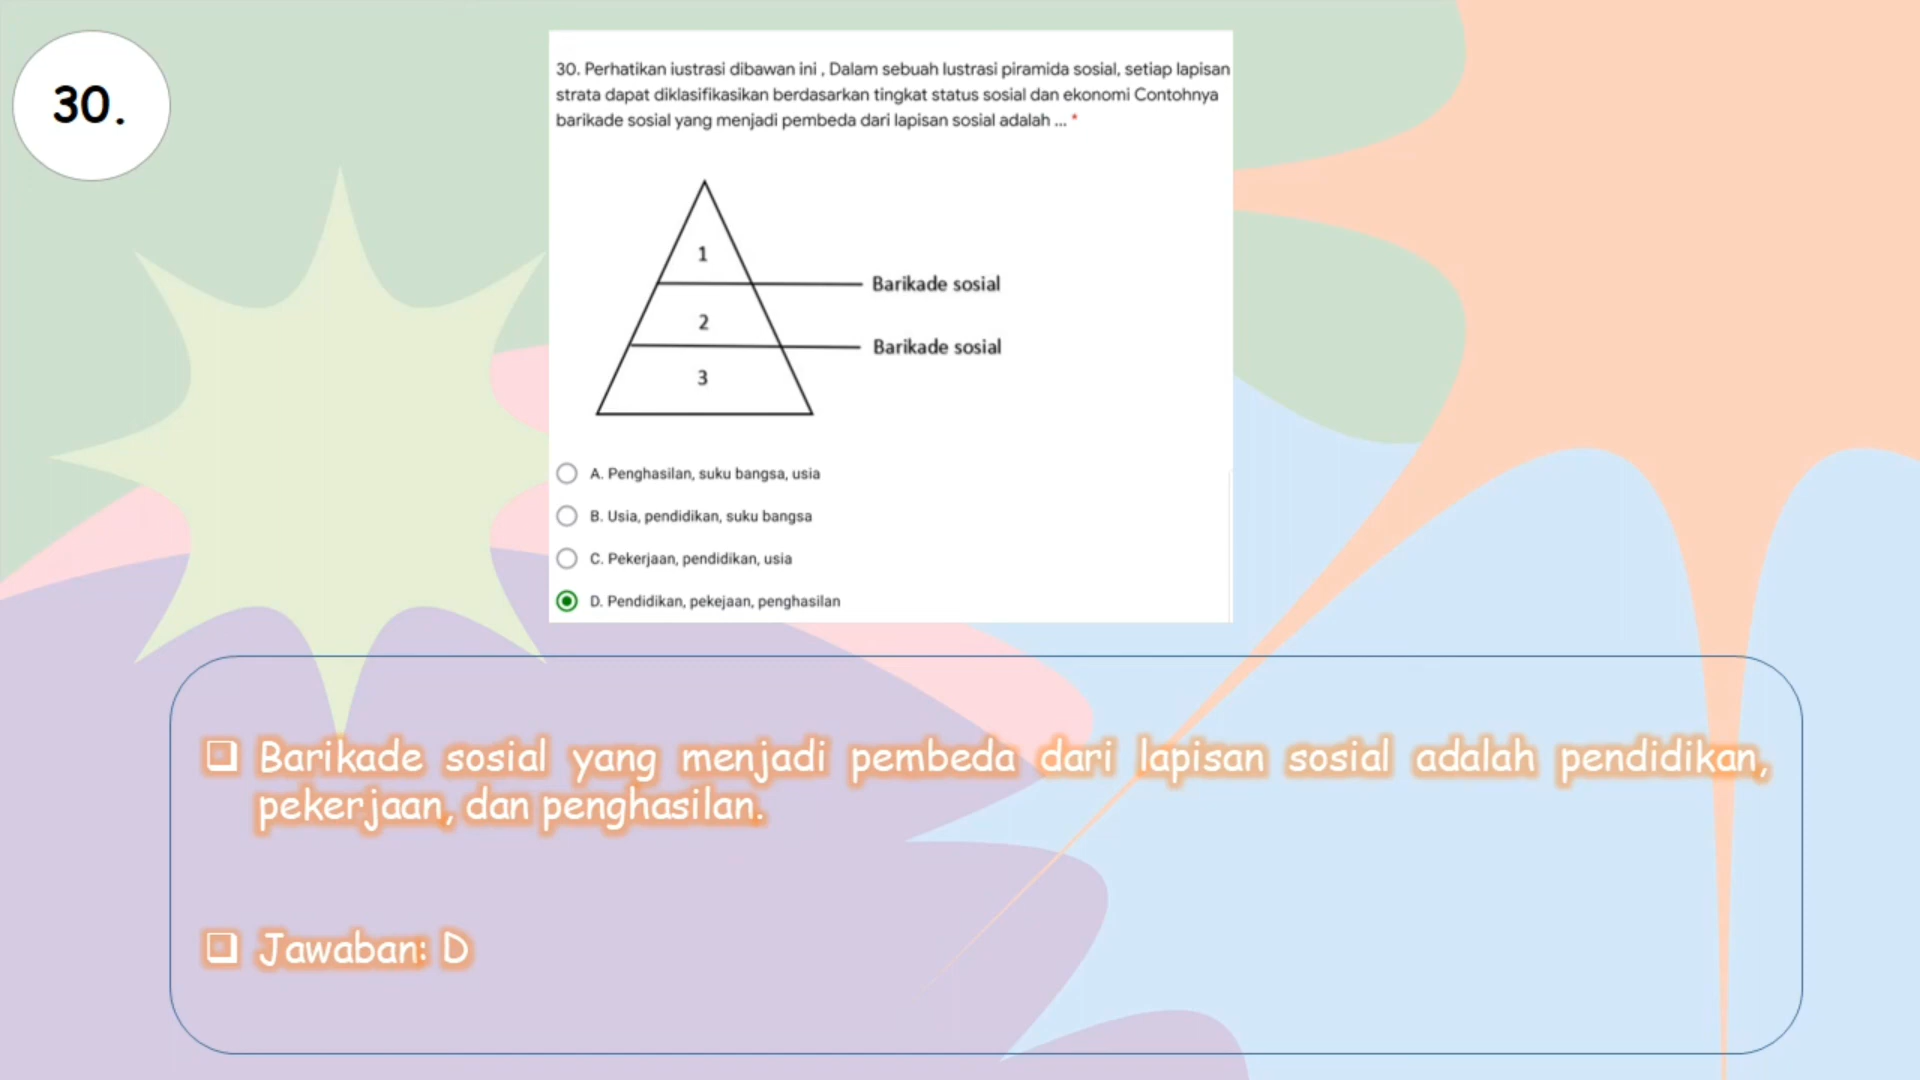 30.
30. Perhatikan iustrasi dibawan ini , Dalam sebuah lustrasi piramida sosial, setiap lapisan
strata dapat diklasifikasikan berdasarkan tingkat status sosial dan ekonomi Contohnya
barikade sosial yang menjadi pembeda dari lapisan sosial adalah ... *
1
Barikade sosial
2
Barikade sosial
3
A. Penghasilan, suku bangsa, usia
B. Usia, pendidikan, suku bangsa
C. Pekerjaan, pendidikan, usia
D. Pendidikan, pekejaan, penghasilan
❑ Barikade sosial yang menjadi pembeda dari lapisan sosial adalah pendidikan,
pekerjaan, dan penghasilan.
❑ Jawaban: D